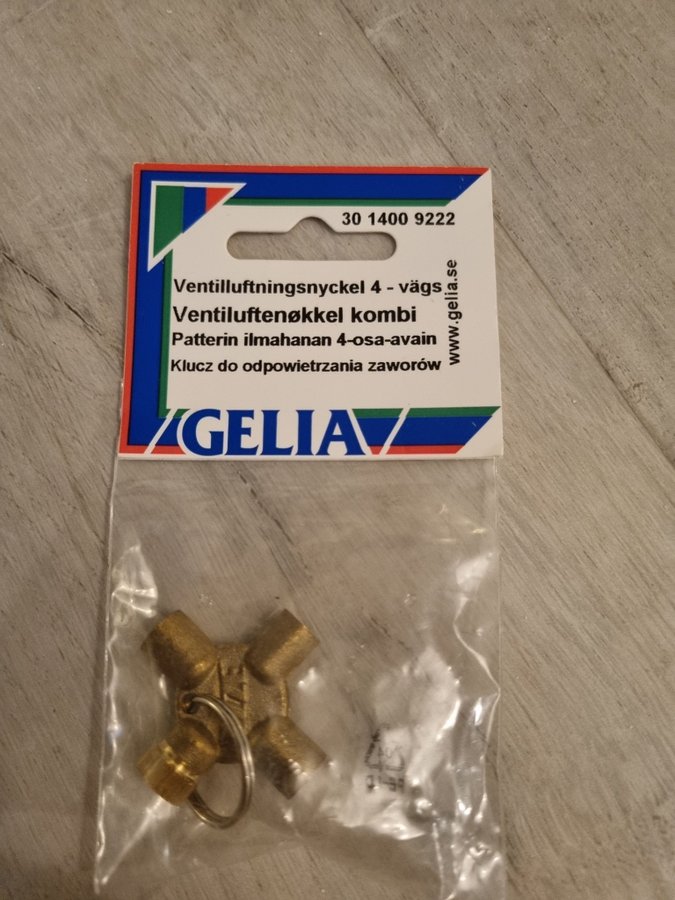 30 1400 9222
Ventilluftningsnyckel 4 - vägs
Ventiluftenøkkel kombi
Patterin ilmahanan 4-osa-avain
Klucz do odpowietrzania zaworów
www.gelia.se
GELIA